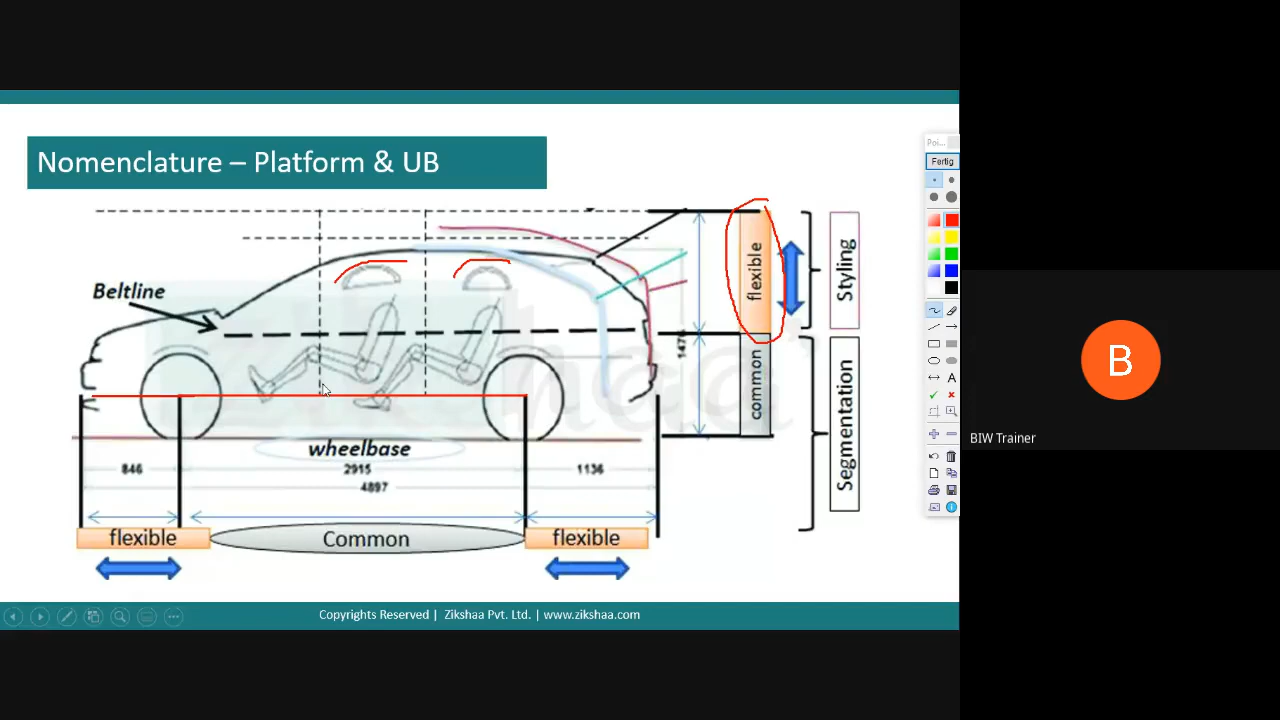 Nomenclature – Platform & UB
Poi...
Fertig
Beltline
flexible
Styling
common
Segmentation
wheelbase
846
2915
1136
4897
flexible
Common
flexible
A
B
BIW Trainer
Copyrights Reserved | Zikshaa Pvt. Ltd. | www.zikshaa.com